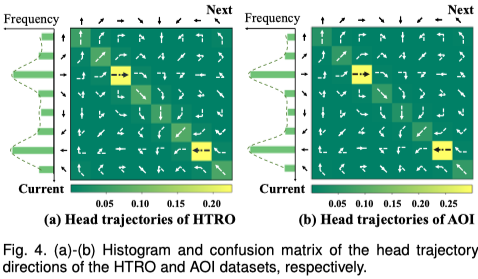 Frequency
Next
Current
0.05 0.10 0.15 0.20
(a) Head trajectories of HTRO
Frequency
Next
Current
0.05 0.10 0.15 0.20 0.25
(b) Head trajectories of AOI
Fig. 4. (a)-(b) Histogram and confusion matrix of the head trajectory
directions of the HTRO and AOI datasets, respectively.